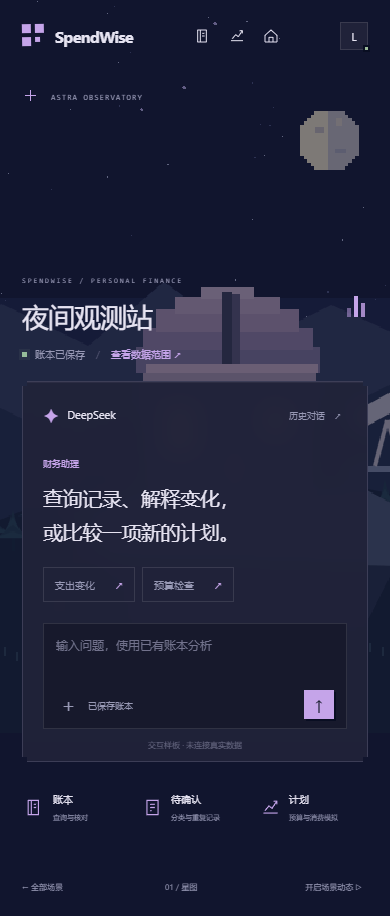 SpendWise
L
ASTRA OBSERVATORY
SPENDWISE / PERSONAL FINANCE
夜间观测站
账本已保存 / 查看数据范围 ↗
DeepSeek
历史对话 ↗
财务助理
查询记录、解释变化，
或比较一项新的计划。
支出变化 ↗
预算检查 ↗
输入问题，使用已有账本分析
+ 已保存账本
↑
交互样板 · 未连接真实数据
账本
查询与核对
待确认
分类与重复记录
计划
预算与消费模拟
← 全部场景
01 / 星图
开启场景动态 ▷